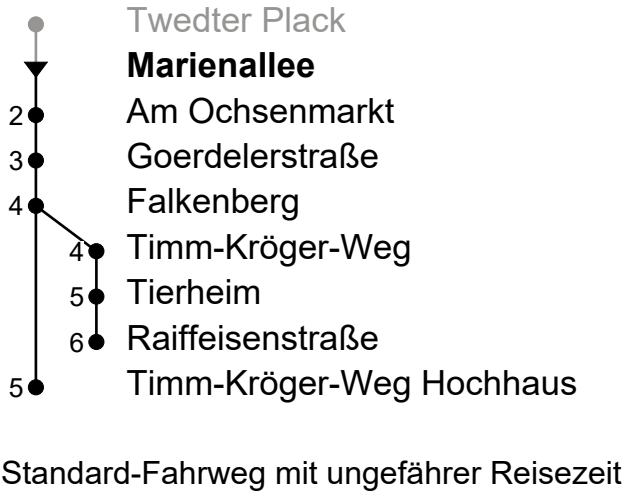 Twedter Plack
Marienallee
2 Am Ochsenmarkt
3 Goerdelerstraße
4 Falkenberg
4 Timm-Kröger-Weg
5 Tierheim
6 Raiffeisenstraße
5 Timm-Kröger-Weg Hochhaus
Standard-Fahrweg mit ungefährer Reisezeit